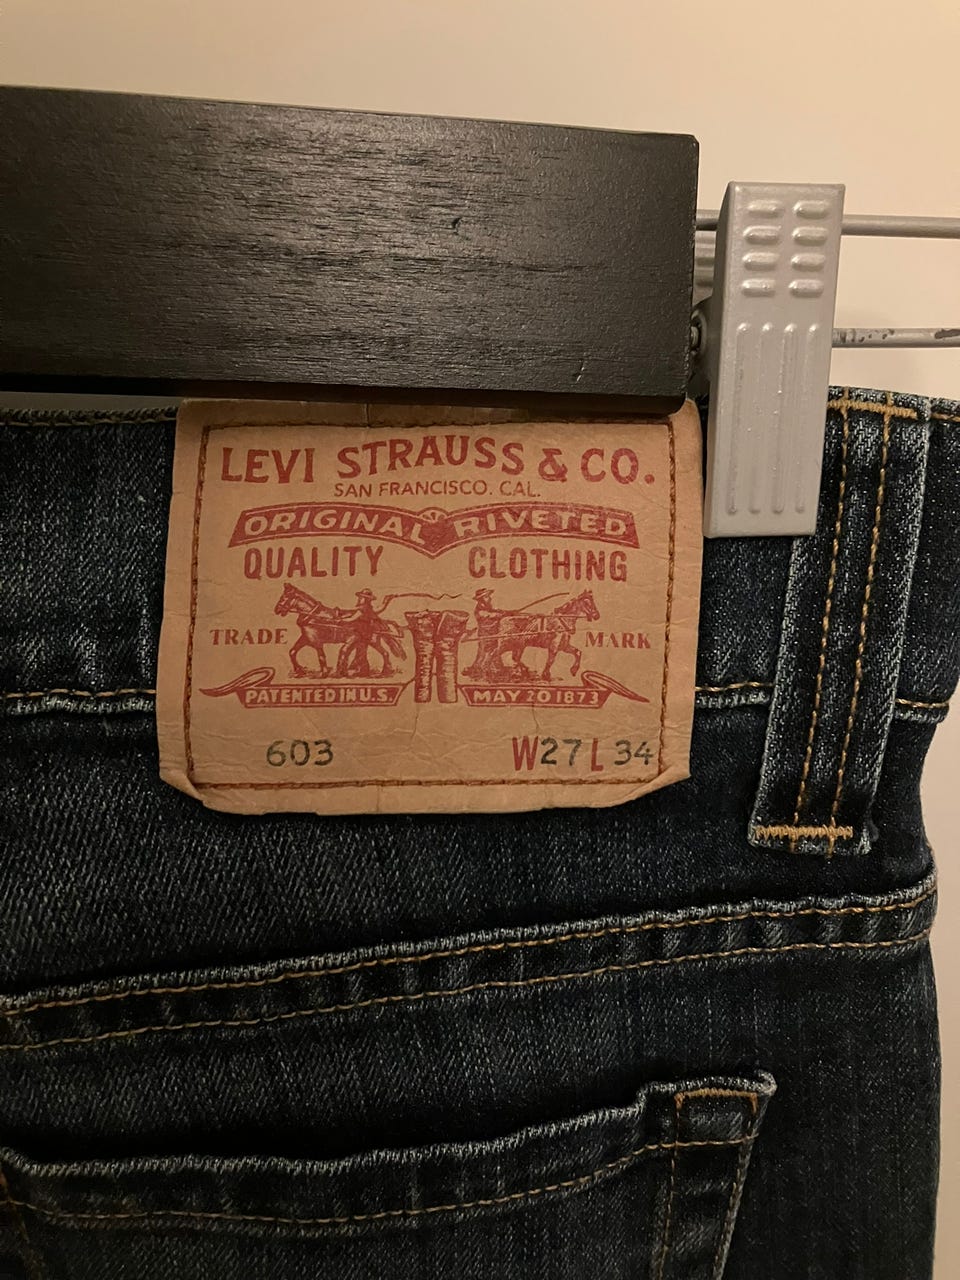 LEVI STRAUSS & CO.
SAN FRANCISCO. CAL.
ORIGINAL RIVETED
QUALITY CLOTHING
TRADE MARK
PATENTED IN U.S. MAY 20 1873
603 W27 L 34